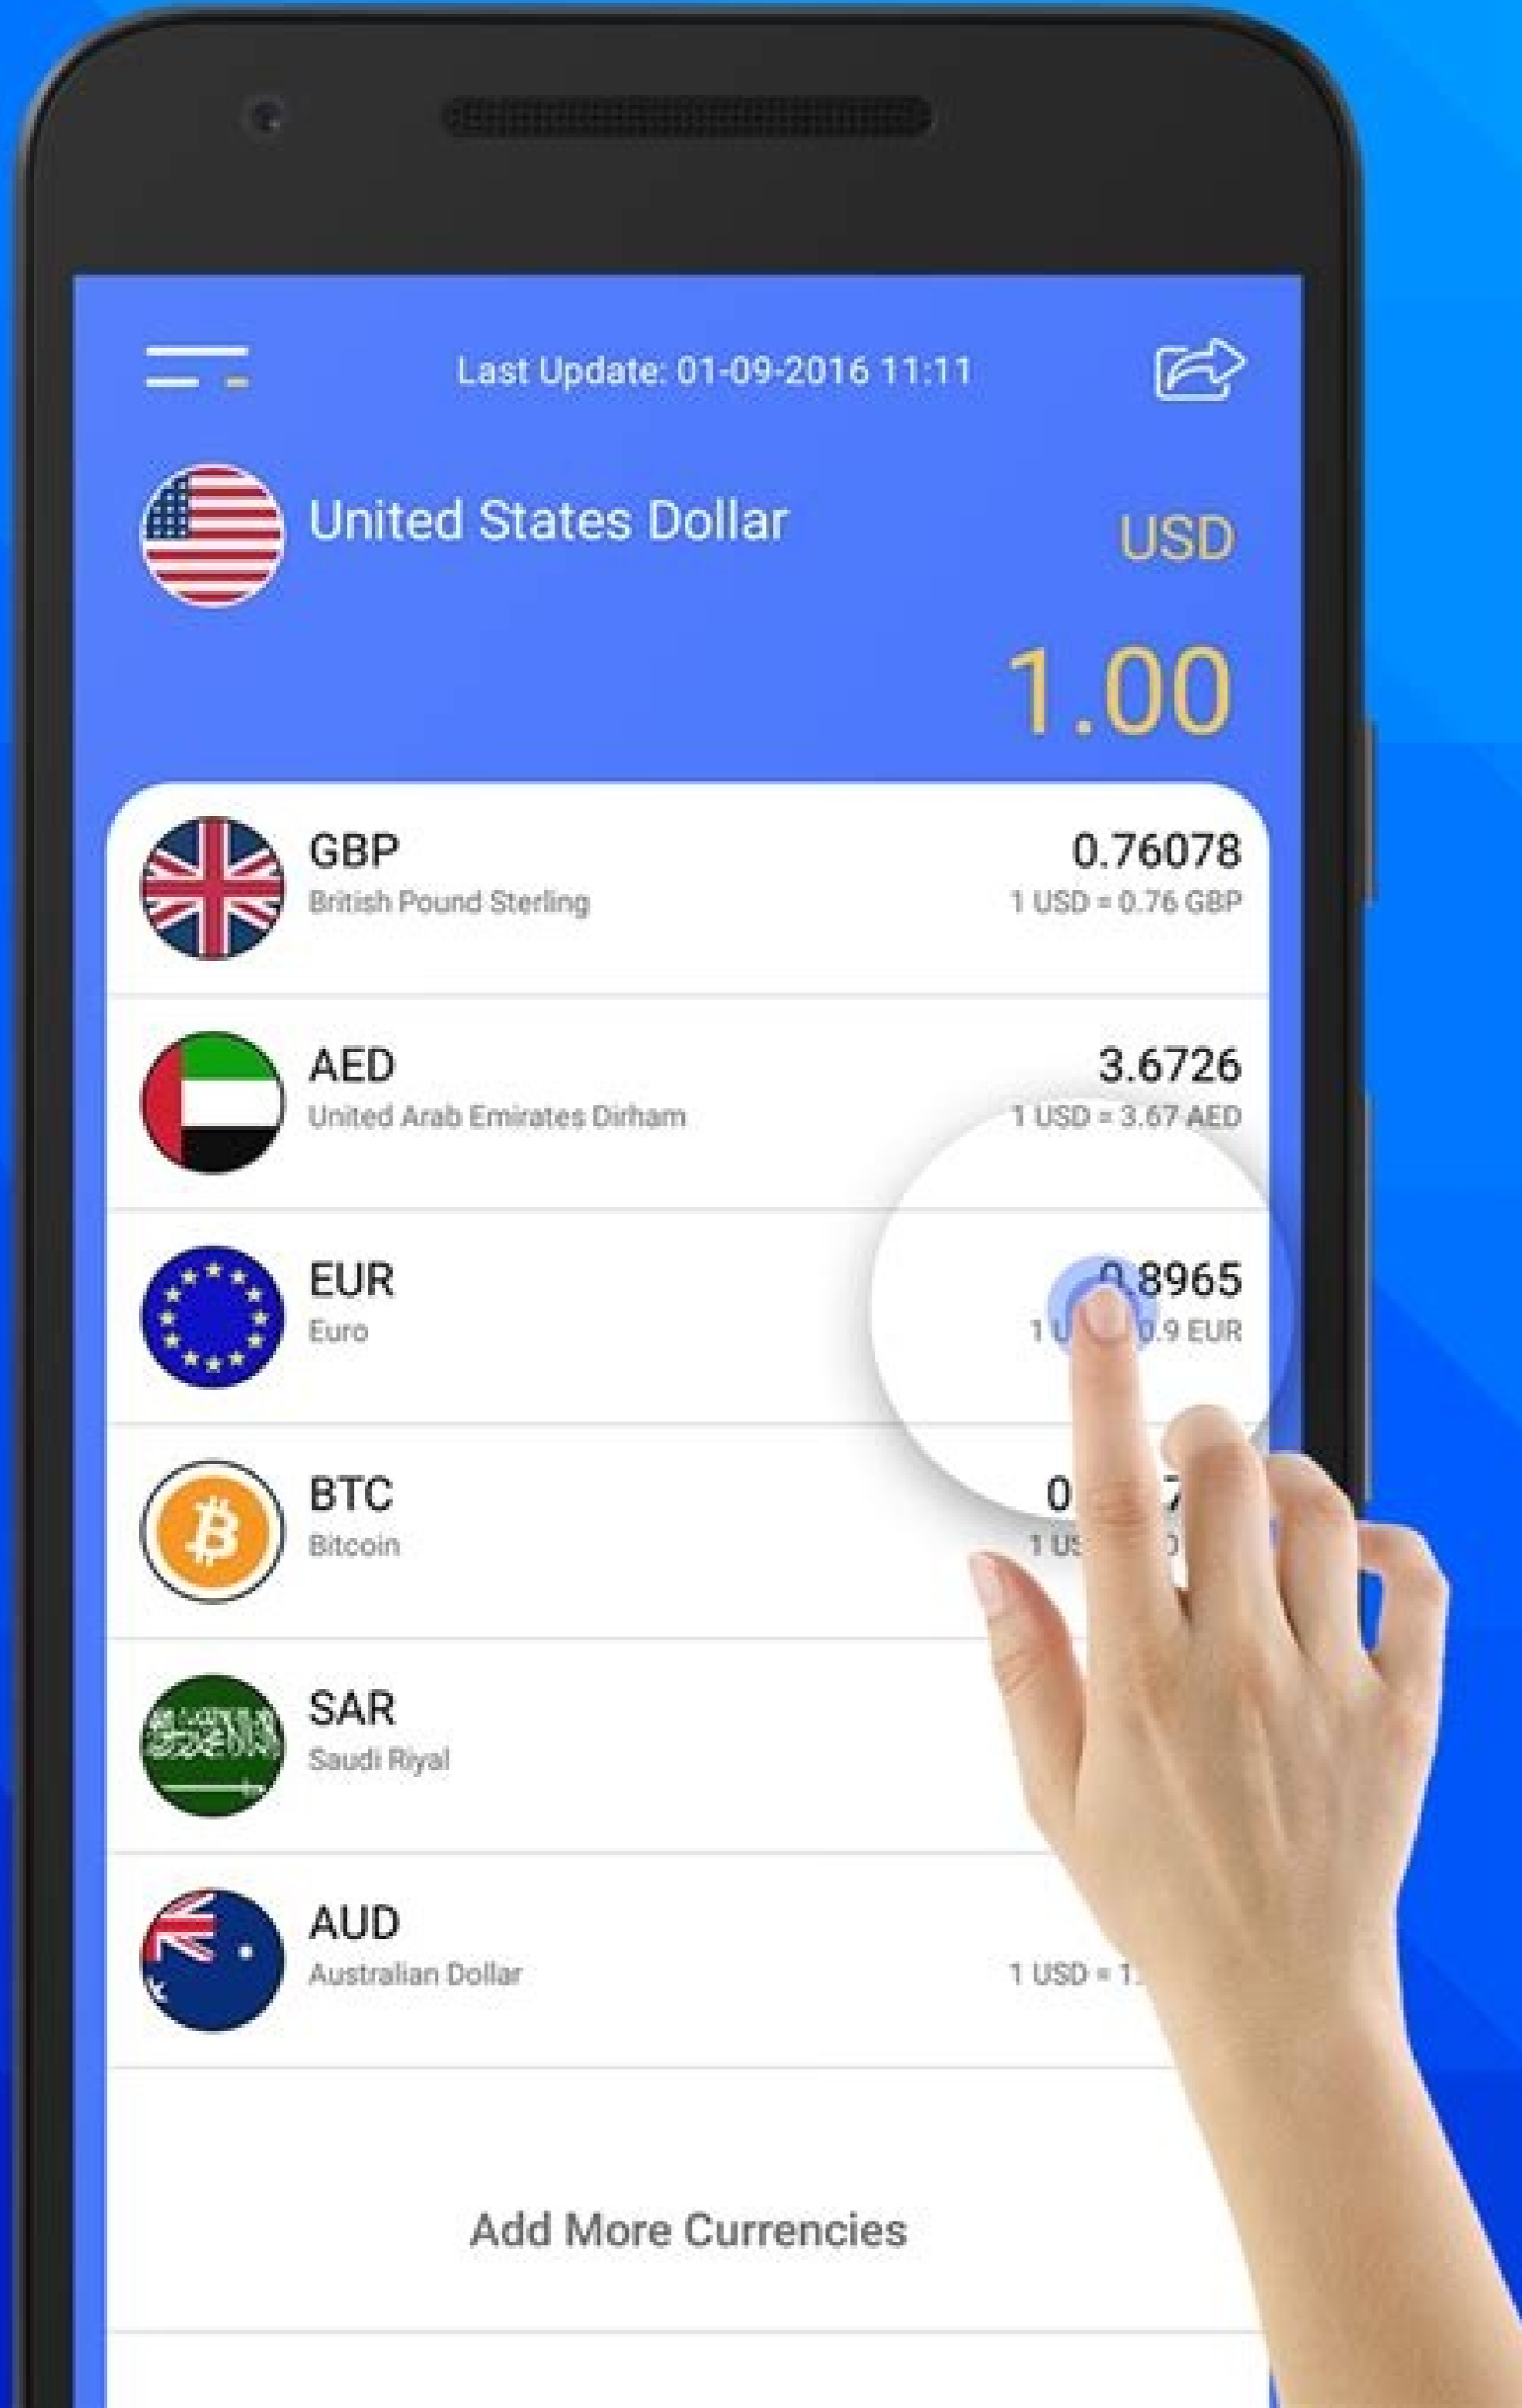 Last Update: 01-09-2016 11:11
United States Dollar
USD
1.00
GBP
0.76078
British Pound Sterling
1 USD = 0.76 GBP
AED
3.6726
United Arab Emirates Dirham
1 USD = 3.67 AED
EUR
0.8965
Euro
0.9 EUR
BTC
Bitcoin
SAR
Saudi Riyal
AUD
Australian Dollar
1 USD =
Add More Currencies